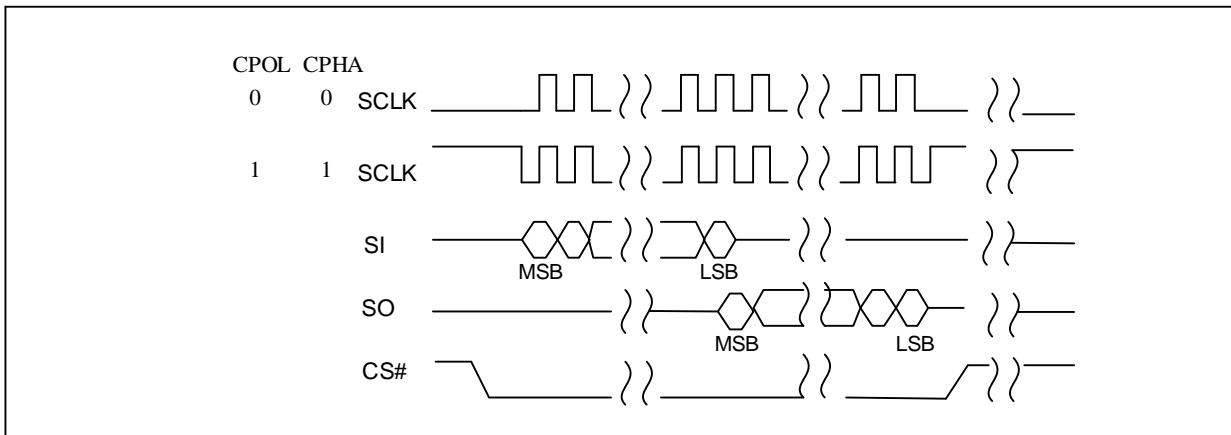 CPOL CPHA
0 0 SCLK
1 1 SCLK
SI
MSB LSB
SO
MSB LSB
CS#